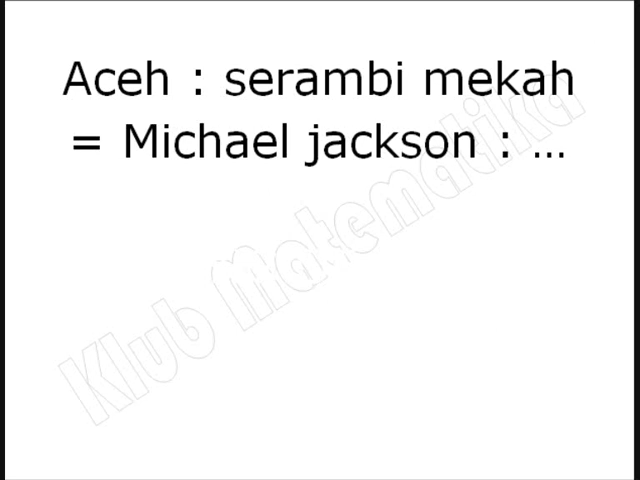 Aceh : serambi mekah
= Michael jackson : ...
Klub Matematika